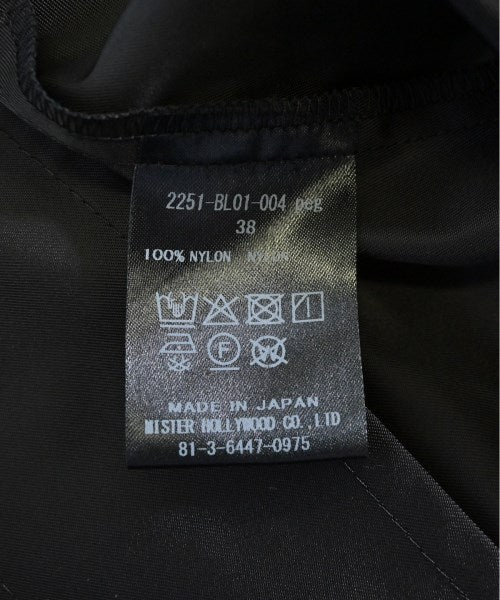 2251-BL01-004 peg
38
100% NYLON NYLON
F
W
MADE IN JAPAN
MISTER HOLLYWOOD CO.,LTD
81-3-6447-0975